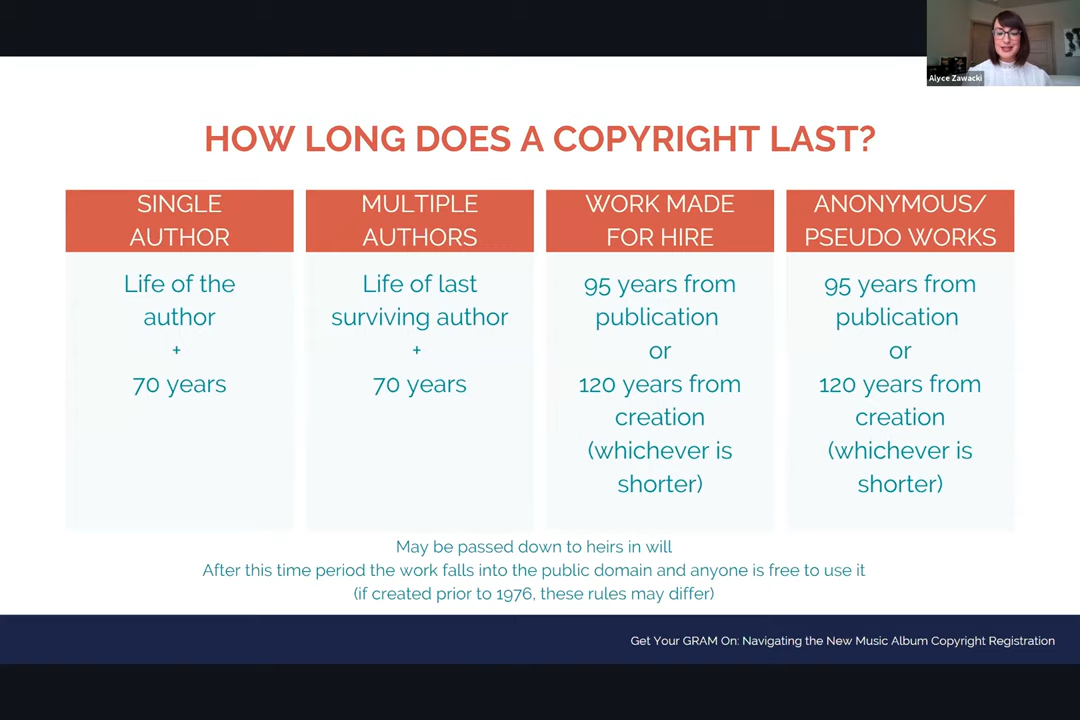 Alyce Zawacki
HOW LONG DOES A COPYRIGHT LAST?
SINGLE
AUTHOR
Life of the
author
+
70 years
MULTIPLE
AUTHORS
Life of last
surviving author
+
70 years
WORK MADE
FOR HIRE
95 years from
publication
or
120 years from
creation
(whichever is
shorter)
ANONYMOUS/
PSEUDO WORKS
95 years from
publication
or
120 years from
creation
(whichever is
shorter)
May be passed down to heirs in will
After this time period the work falls into the public domain and anyone is free to use it
(if created prior to 1976, these rules may differ)
Get Your GRAM On: Navigating the New Music Album Copyright Registration